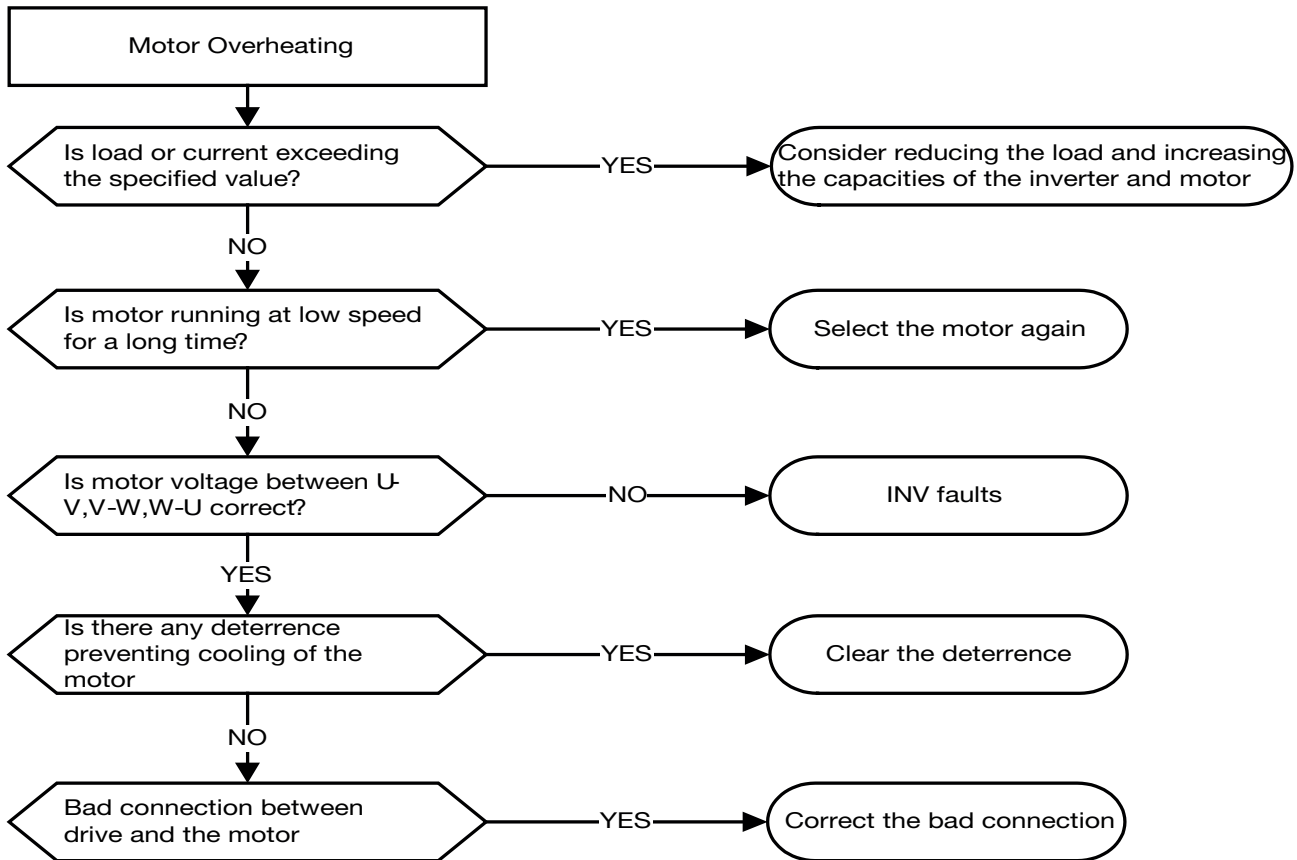 Motor Overheating
Is load or current exceeding
the specified value?
YES
Consider reducing the load and increasing
the capacities of the inverter and motor
NO
Is motor running at low speed
for a long time?
YES
Select the motor again
NO
Is motor voltage between U-
V,V-W,W-U correct?
NO
INV faults
YES
Is there any deterrence
preventing cooling of the
motor
YES
Clear the deterrence
NO
Bad connection between
drive and the motor
YES
Correct the bad connection